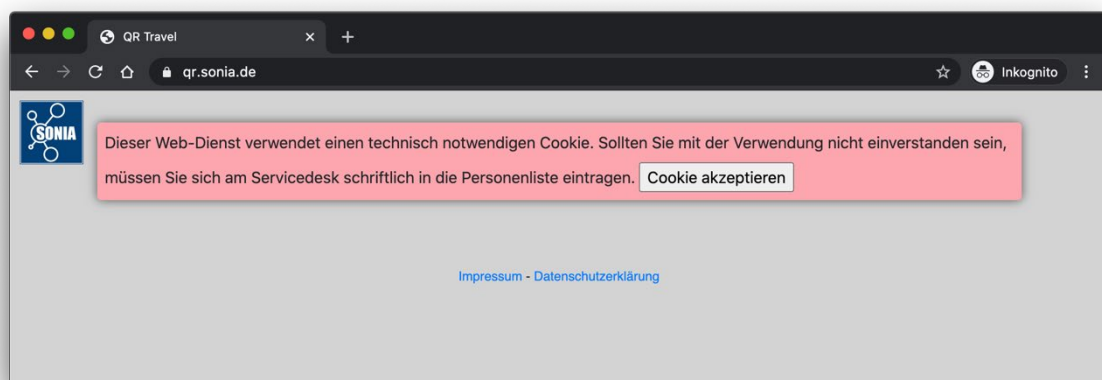 QR Travel
qr.sonia.de
Inkognito
SONIA
Dieser Web-Dienst verwendet einen technisch notwendigen Cookie. Sollten Sie mit der Verwendung nicht einverstanden sein,
müssen Sie sich am Servicedesk schriftlich in die Personenliste eintragen. Cookie akzeptieren
Impressum - Datenschutzerklärung